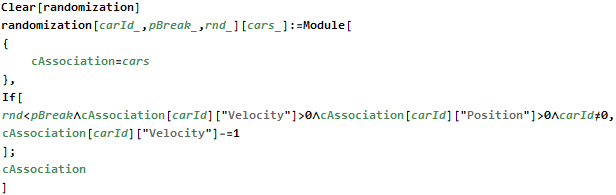 Clear[randomization]
randomization[carId_,pBreak_,rnd_][cars_]:=Module[
{
cAssociation=cars
},
If[
rnd<pBreak∧cAssociation[carId]["Velocity"]>0∧cAssociation[carId]["Position"]>0∧carId≠0,
cAssociation[carId]["Velocity"]-=1
];
cAssociation
]